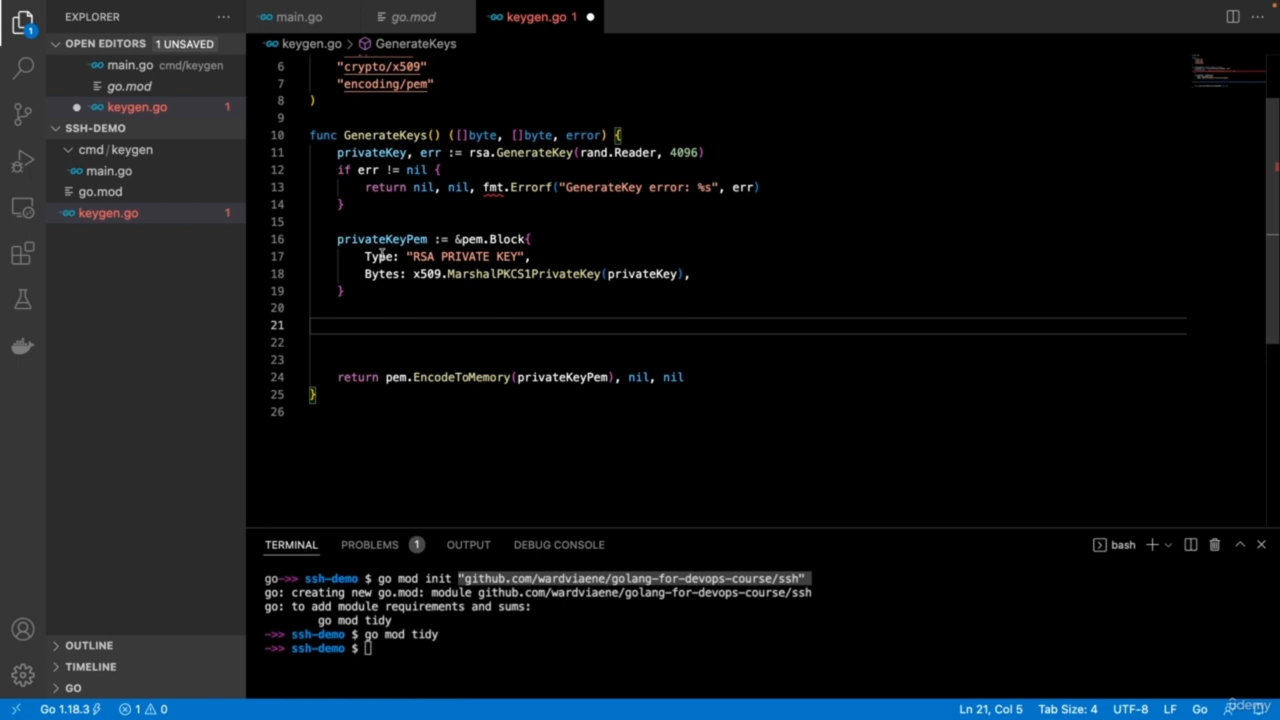 EXPLORER
OPEN EDITORS 1 UNSAVED
main.go cmd/keygen
go.mod
keygen.go 1
SSH-DEMO
cmd / keygen
main.go
go.mod
keygen.go 1
OUTLINE
TIMELINE
GO
main.go go.mod keygen.go 1
keygen.go > GenerateKeys
6 "crypto/x509"
7 "encoding/pem"
8 )
9
10 func GenerateKeys() ([]byte, []byte, error) {
11 privateKey, err := rsa.GenerateKey(rand.Reader, 4096)
12 if err != nil {
13 return nil, nil, fmt.Errorf("GenerateKey error: %s", err)
14 }
15
16 privateKeyPem := &pem.Block{
17 Type: "RSA PRIVATE KEY",
18 Bytes: x509.MarshalPKCS1PrivateKey(privateKey),
19 }
20
21
22
23
24 return pem.EncodeToMemory(privateKeyPem), nil, nil
25 }
26
TERMINAL PROBLEMS 1 OUTPUT DEBUG CONSOLE bash
go->> ssh-demo $ go mod init "github.com/wardviaene/golang-for-devops-course/ssh"
go: creating new go.mod: module github.com/wardviaene/golang-for-devops-course/ssh
go: to add module requirements and sums:
go mod tidy
->> ssh-demo $ go mod tidy
->> ssh-demo $
Go 1.18.3 1 0 Ln 21, Col 5 Tab Size: 4 UTF-8 LF Go
udemy